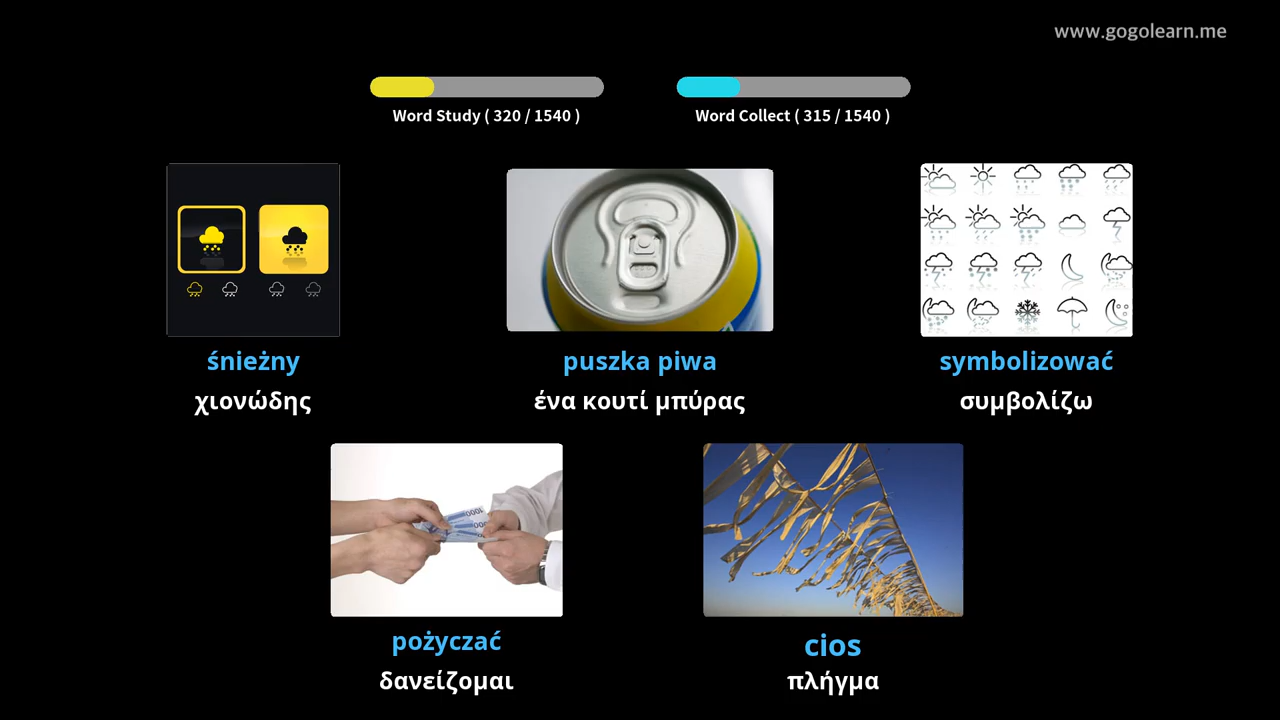 www.gogolearn.me
Word Study ( 320 / 1540 )
Word Collect ( 315 / 1540 )
śnieżny
χιονώδης
puszka piwa
ένα κουτί μπύρας
symbolizować
συμβολίζω
pożyczać
δανείζομαι
cios
πλήγμα